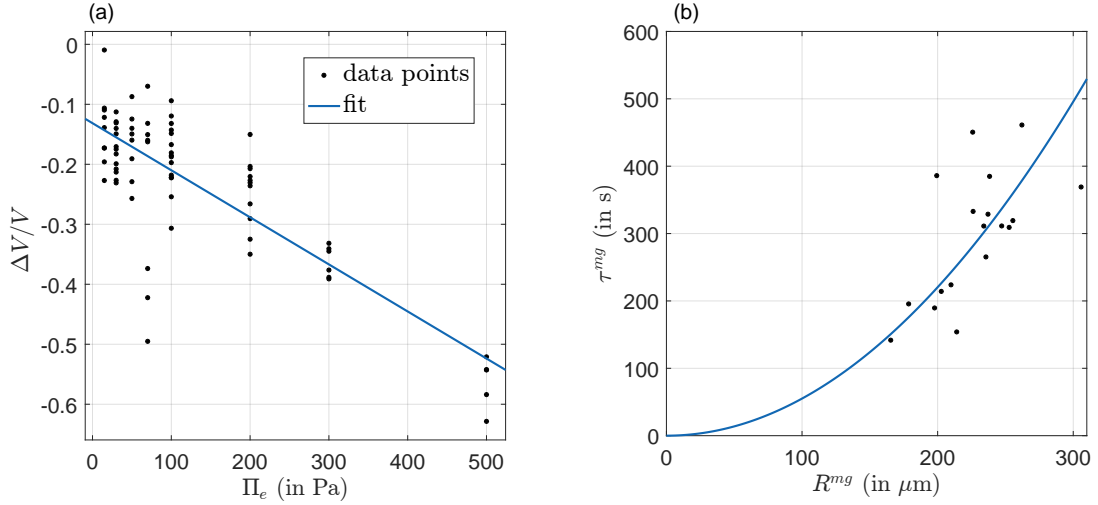 (a)
0
-0.1
-0.2
-0.3
-0.4
-0.5
-0.6
ΔV/V
0 100 200 300 400 500
Π_e (in Pa)
data points
fit
(b)
600
500
400
300
200
100
0
τ^{mg} (in s)
0 100 200 300
R^{mg} (in μm)